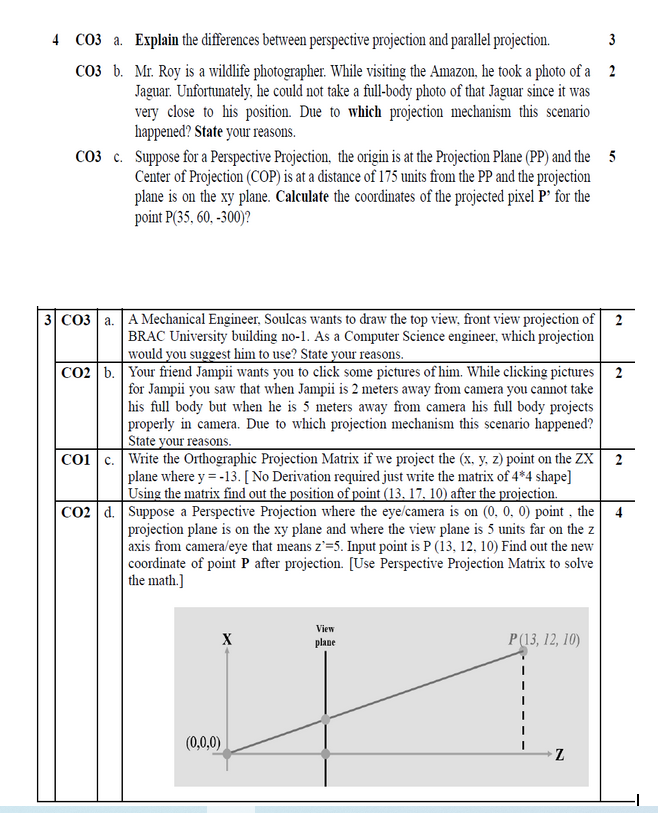 4 CO3 a. Explain the differences between perspective projection and parallel projection. 3
CO3 b. Mr. Roy is a wildlife photographer. While visiting the Amazon, he took a photo of a 2
Jaguar. Unfortunately, he could not take a full-body photo of that Jaguar since it was
very close to his position. Due to which projection mechanism this scenario
happened? State your reasons.
CO3 c. Suppose for a Perspective Projection, the origin is at the Projection Plane (PP) and the 5
Center of Projection (COP) is at a distance of 175 units from the PP and the projection
plane is on the xy plane. Calculate the coordinates of the projected pixel P' for the
point P(35, 60, -300)?
3 CO3 a. A Mechanical Engineer, Soulcas wants to draw the top view, front view projection of 2
BRAC University building no-1. As a Computer Science engineer, which projection
would you suggest him to use? State your reasons.
CO2 b. Your friend Jampii wants you to click some pictures of him. While clicking pictures 2
for Jampii you saw that when Jampii is 2 meters away from camera you cannot take
his full body but when he is 5 meters away from camera his full body projects
properly in camera. Due to which projection mechanism this scenario happened?
State your reasons.
CO1 c. Write the Orthographic Projection Matrix if we project the (x, y, z) point on the ZX 2
plane where y = -13. [ No Derivation required just write the matrix of 4*4 shape]
Using the matrix find out the position of point (13, 17, 10) after the projection.
CO2 d. Suppose a Perspective Projection where the eye/camera is on (0, 0, 0) point , the 4
projection plane is on the xy plane and where the view plane is 5 units far on the z
axis from camera/eye that means z'=5. Input point is P (13, 12, 10) Find out the new
coordinate of point P after projection. [Use Perspective Projection Matrix to solve
the math.]
View
plane
X
P(13, 12, 10)
(0,0,0)
Z